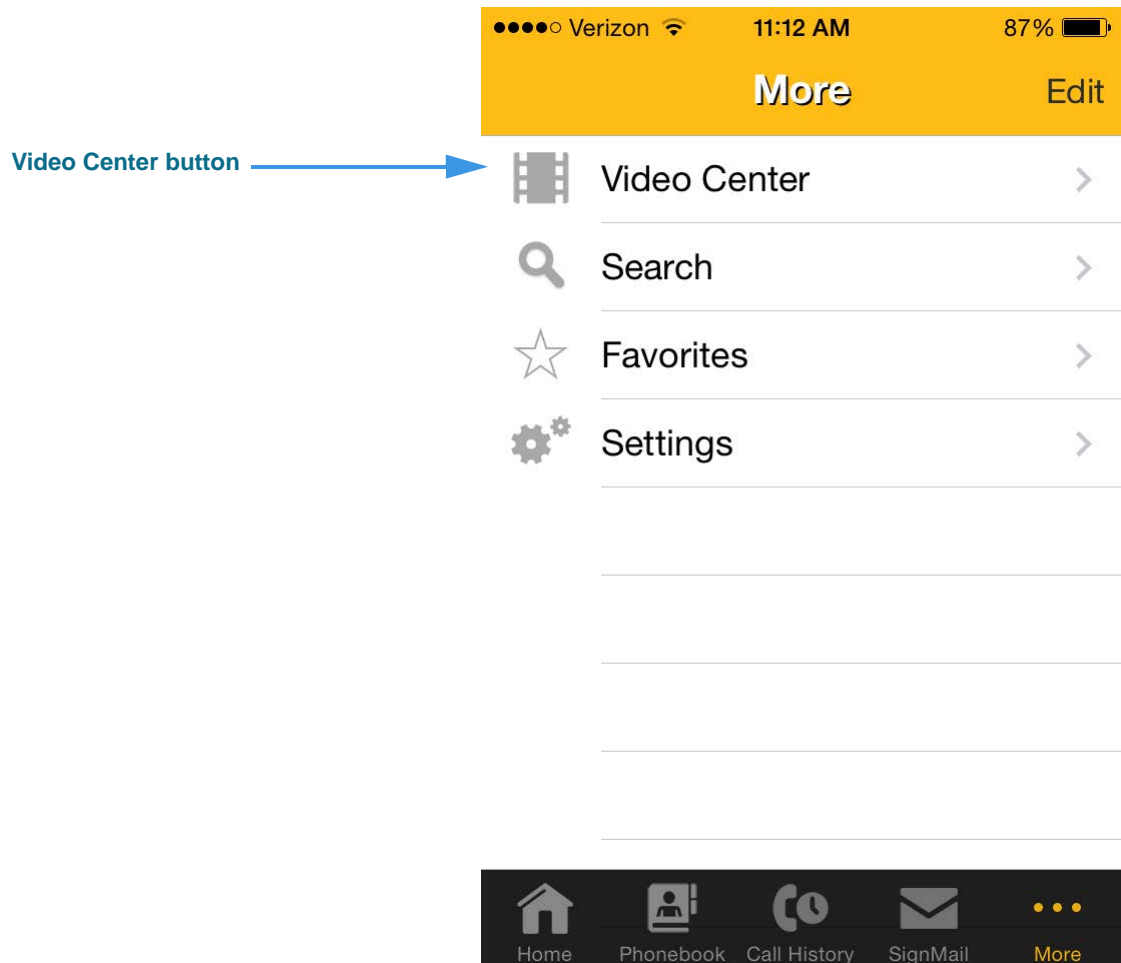 Verizon 11:12 AM 87%
More Edit
Video Center button
Video Center
Search
Favorites
Settings
Home Phonebook Call History SignMail More